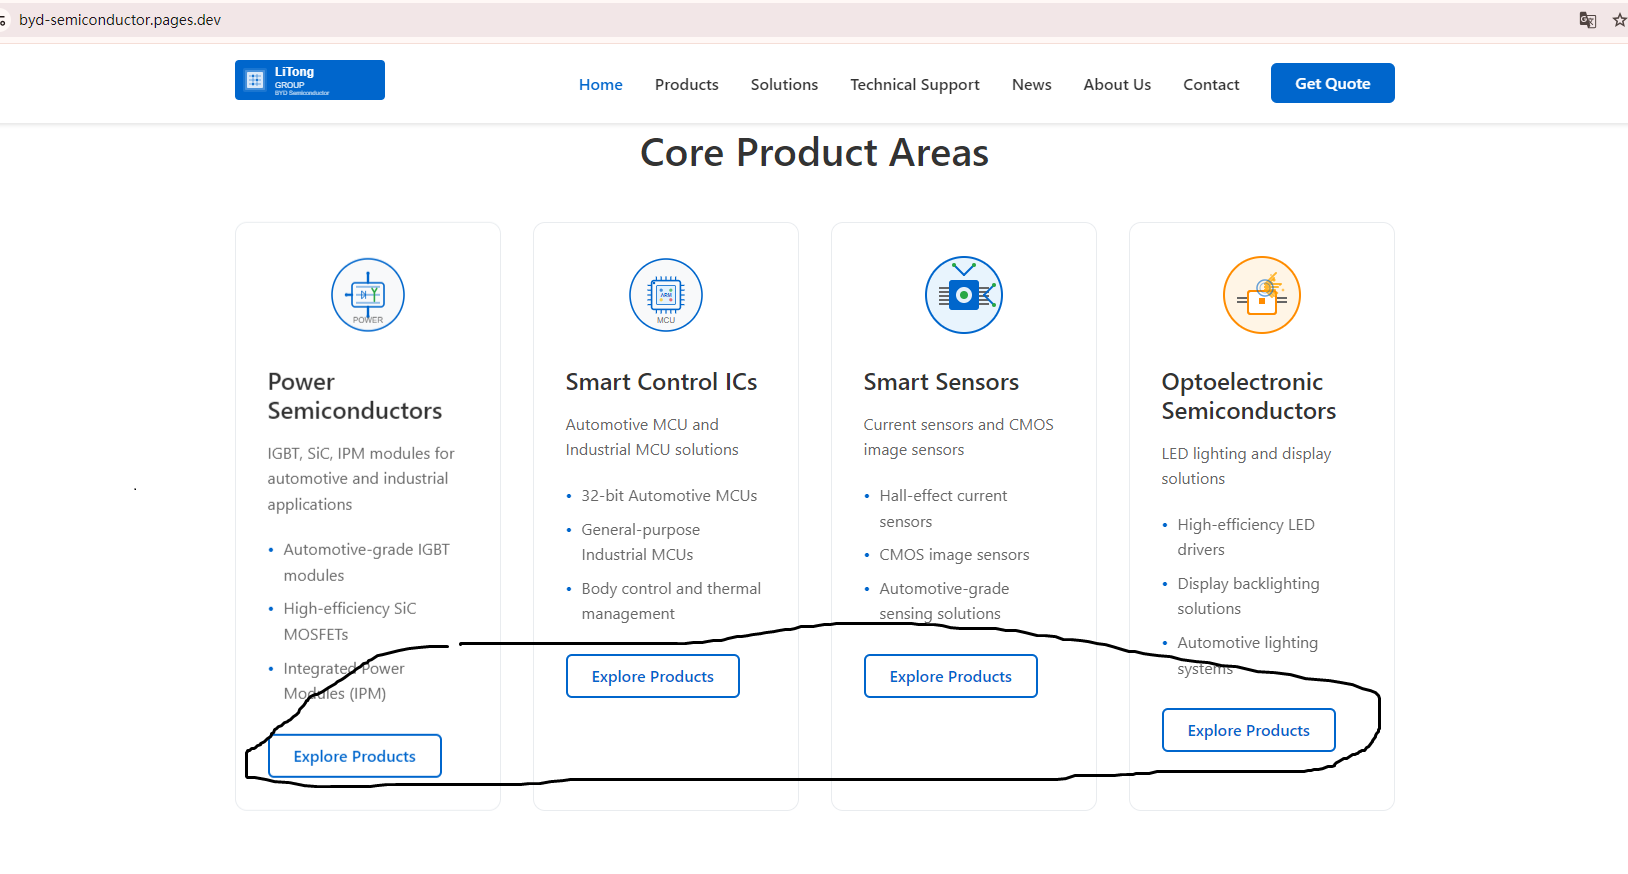 byd-semiconductor.pages.dev
LiTong
GROUP
BYD Semiconductor
Home Products Solutions Technical Support News About Us Contact Get Quote
Core Product Areas
POWER
Power
Semiconductors
IGBT, SiC, IPM modules for
automotive and industrial
applications
• Automotive-grade IGBT
modules
• High-efficiency SiC
MOSFETs
• Integrated Power
Modules (IPM)
Explore Products
ARM
MCU
Smart Control ICs
Automotive MCU and
Industrial MCU solutions
• 32-bit Automotive MCUs
• General-purpose
Industrial MCUs
• Body control and thermal
management
Explore Products
Smart Sensors
Current sensors and CMOS
image sensors
• Hall-effect current
sensors
• CMOS image sensors
• Automotive-grade
sensing solutions
Explore Products
Optoelectronic
Semiconductors
LED lighting and display
solutions
• High-efficiency LED
drivers
• Display backlighting
solutions
• Automotive lighting
systems
Explore Products